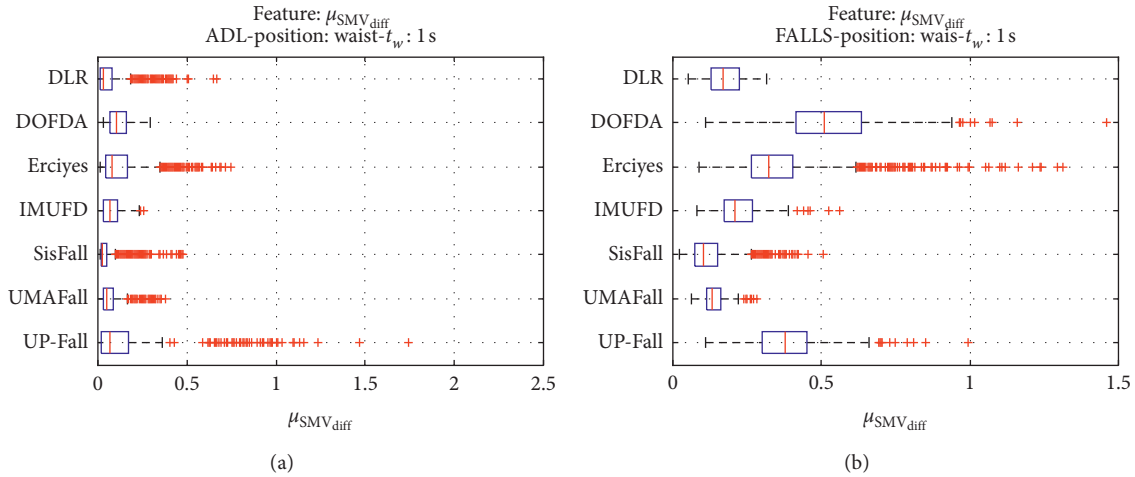 Feature: μSMVdiff
ADL-position: waist-tw: 1 s
DLR
DOFDA
Erciyes
IMUFD
SisFall
UMAFall
UP-Fall
0 0.5 1 1.5 2 2.5
μSMVdiff
(a)
Feature: μSMVdiff
FALLS-position: wais-tw: 1 s
DLR
DOFDA
Erciyes
IMUFD
SisFall
UMAFall
UP-Fall
0 0.5 1 1.5
μSMVdiff
(b)